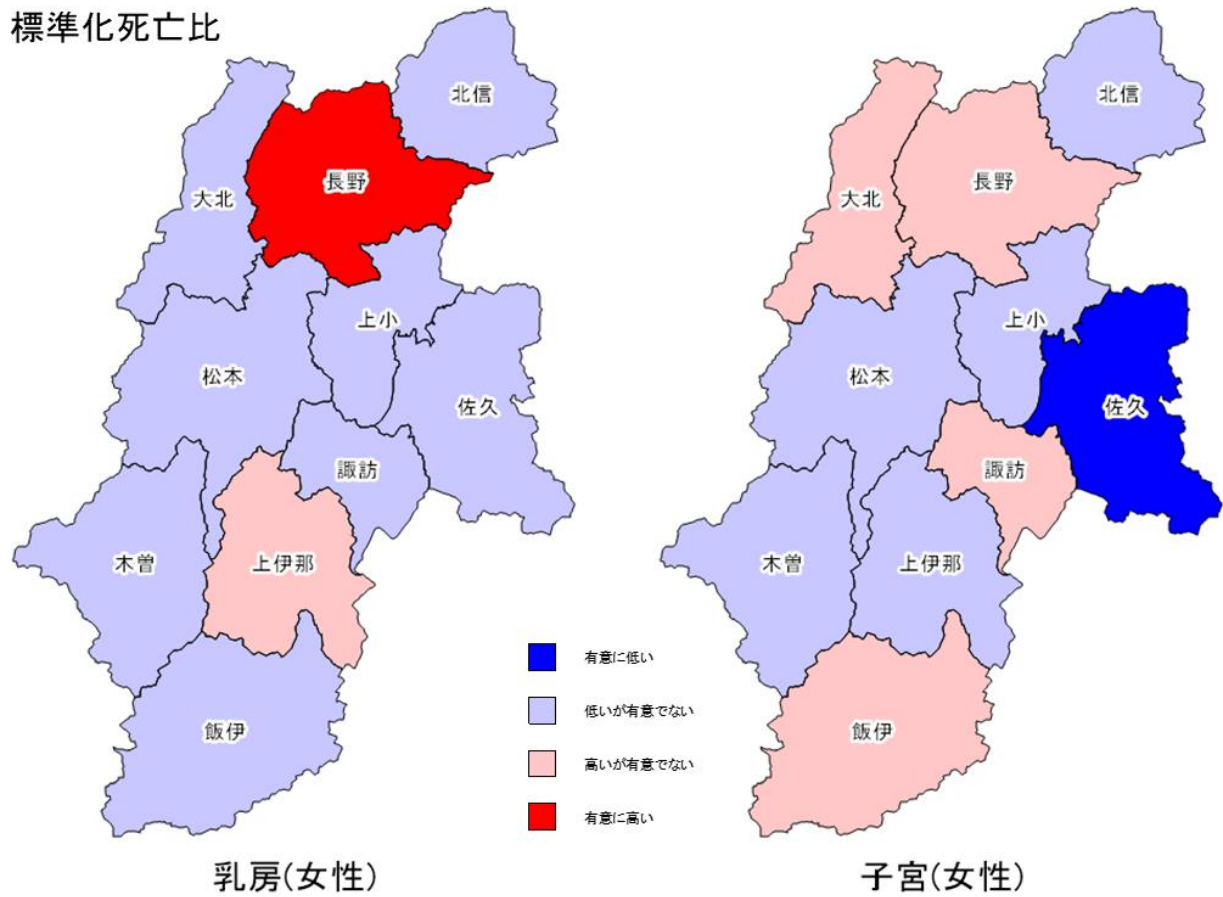 標準化死亡比
北信
長野
大北
上小
松本
佐久
諏訪
木曽
上伊那
飯伊
乳房(女性)
有意に低い
低いが有意でない
高いが有意でない
有意に高い
北信
長野
大北
上小
松本
佐久
諏訪
木曽
上伊那
飯伊
子宮(女性)